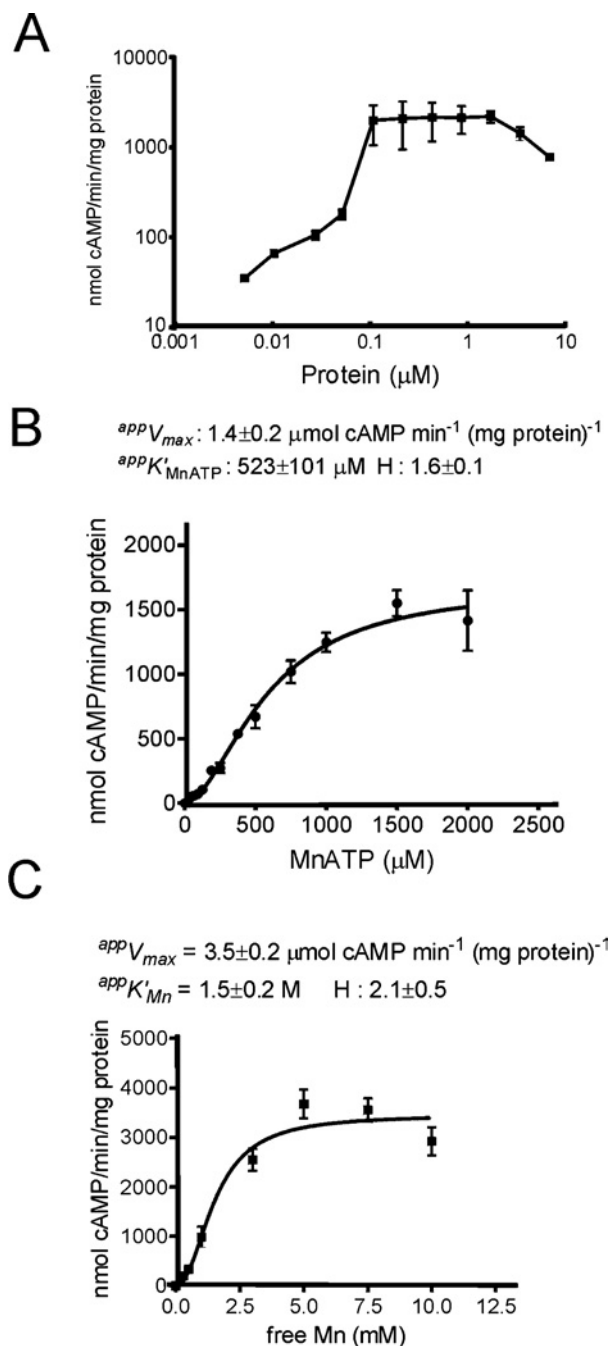 A
nmol cAMP/min/mg protein
10000
1000
100
10
0.001
0.01
0.1
1
10
Protein (μM)
B
appVmax : 1.4±0.2 μmol cAMP min-1 (mg protein)-1
appK'MnATP : 523±101 μM H : 1.6±0.1
nmol cAMP/min/mg protein
2000
1500
1000
500
0
0
500
1000
1500
2000
2500
MnATP (μM)
C
appVmax = 3.5±0.2 μmol cAMP min-1 (mg protein)-1
appK'Mn = 1.5±0.2 M H : 2.1±0.5
nmol cAMP/min/mg protein
5000
4000
3000
2000
1000
0
0.0
2.5
5.0
7.5
10.0
12.5
free Mn (mM)